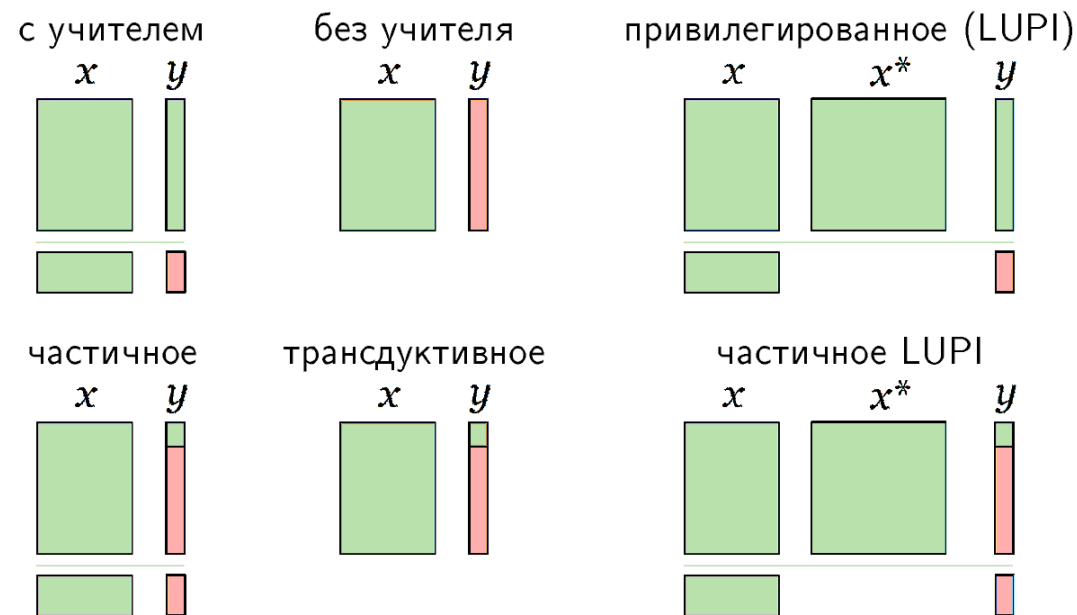 с учителем
x y
без учителя
x y
привилегированное (LUPI)
x x* y
частичное
x y
трансдуктивное
x y
частичное LUPI
x x* y